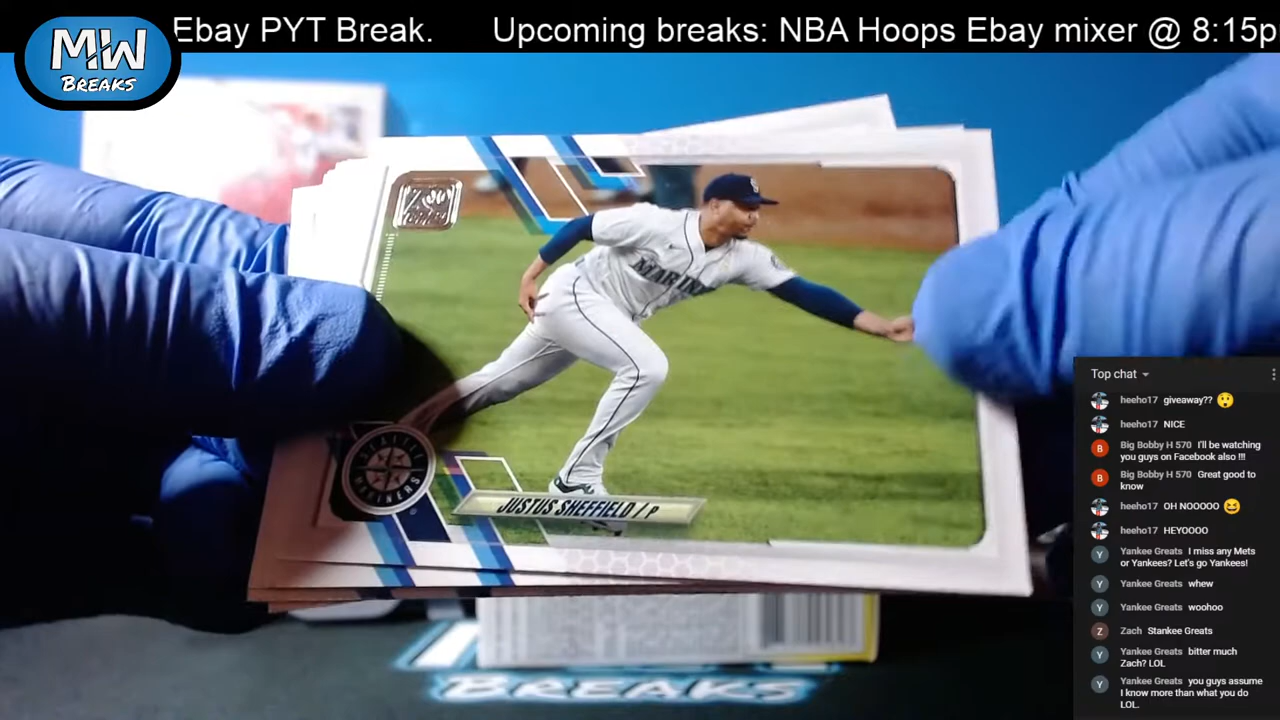 Ebay PYT Break.    Upcoming breaks: NBA Hoops Ebay mixer @ 8:15p
MW
BREAKS
70
MARIN
SEATTLE
MARINERS
JUSTUS SHEFFIELD / P
BREAKS
Top chat
heeho17 giveaway??
heeho17 NICE
Big Bobby H 570 I'll be watching
you guys on Facebook also !!!
Big Bobby H 570 Great good to
know
heeho17 OH NOOOOO
heeho17 HEYOOOO
Yankee Greats I miss any Mets
or Yankees? Let's go Yankees!
Yankee Greats whew
Yankee Greats woohoo
Zach Stankee Greats
Yankee Greats bitter much
Zach? LOL
Yankee Greats you guys assume
I know more than what you do
LOL.